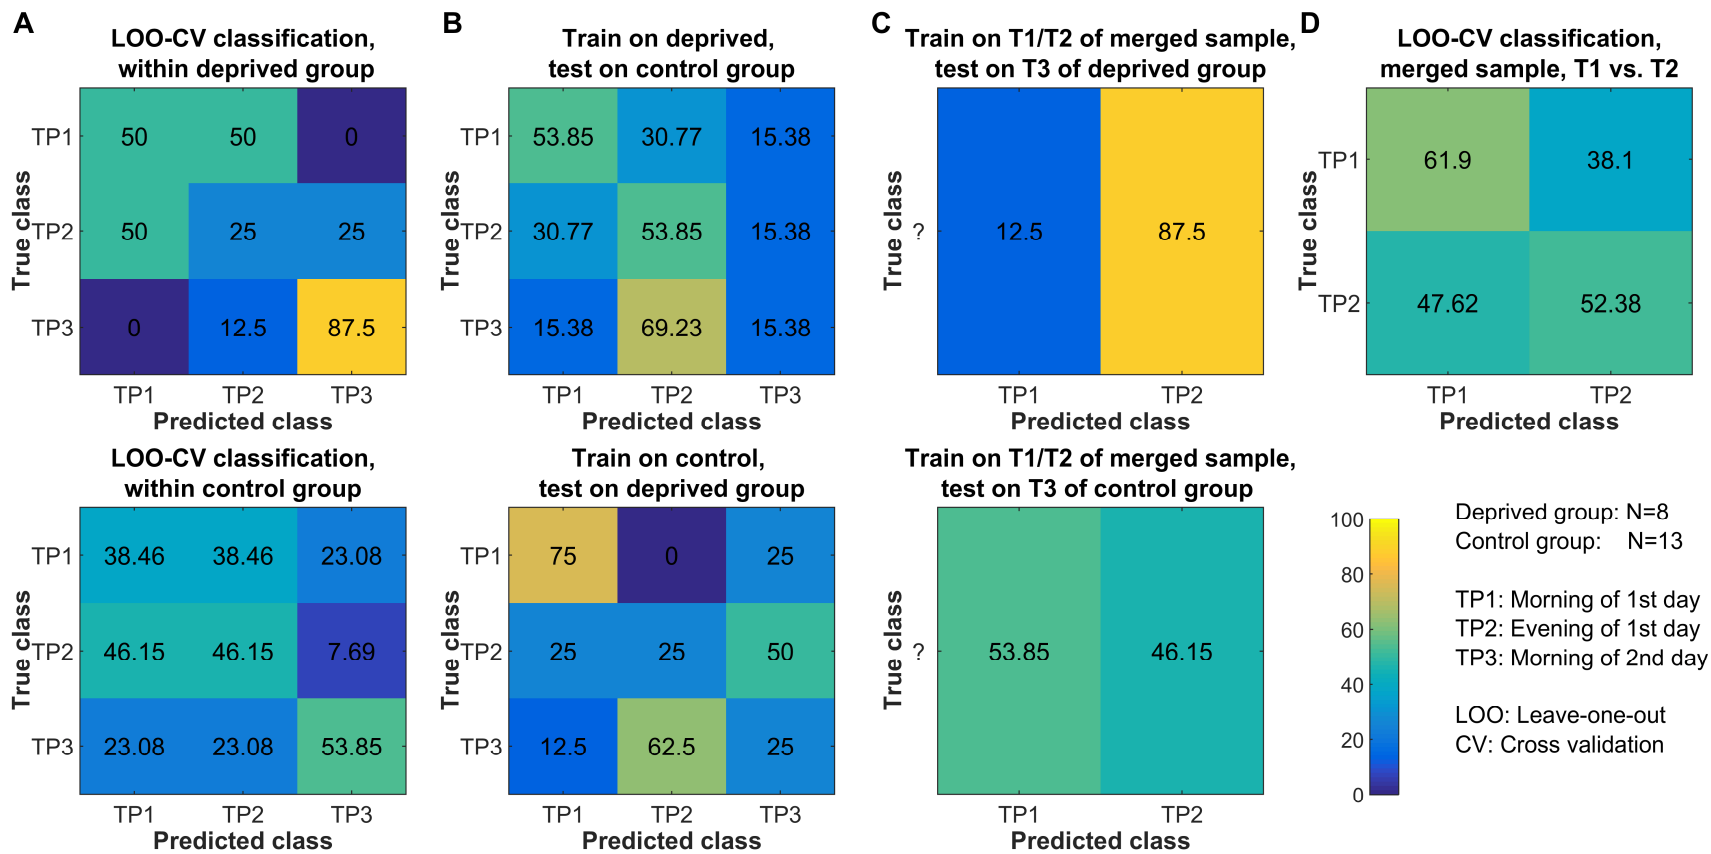 A
LOO-CV classification,
within deprived group
True class
TP1 50 50 0
TP2 50 25 25
TP3 0 12.5 87.5
TP1 TP2 TP3
Predicted class
B
Train on deprived,
test on control group
True class
TP1 53.85 30.77 15.38
TP2 30.77 53.85 15.38
TP3 15.38 69.23 15.38
TP1 TP2 TP3
Predicted class
C
Train on T1/T2 of merged sample,
test on T3 of deprived group
True class
? 12.5 87.5
TP1 TP2
Predicted class
D
LOO-CV classification,
merged sample, T1 vs. T2
True class
TP1 61.9 38.1
TP2 47.62 52.38
TP1 TP2
Predicted class
LOO-CV classification,
within control group
True class
TP1 38.46 38.46 23.08
TP2 46.15 46.15 7.69
TP3 23.08 23.08 53.85
TP1 TP2 TP3
Predicted class
Train on control,
test on deprived group
True class
TP1 75 0 25
TP2 25 25 50
TP3 12.5 62.5 25
TP1 TP2 TP3
Predicted class
Train on T1/T2 of merged sample,
test on T3 of control group
True class
? 53.85 46.15
TP1 TP2
Predicted class
100
80
60
40
20
0
Deprived group: N=8
Control group: N=13
TP1: Morning of 1st day
TP2: Evening of 1st day
TP3: Morning of 2nd day
LOO: Leave-one-out
CV: Cross validation